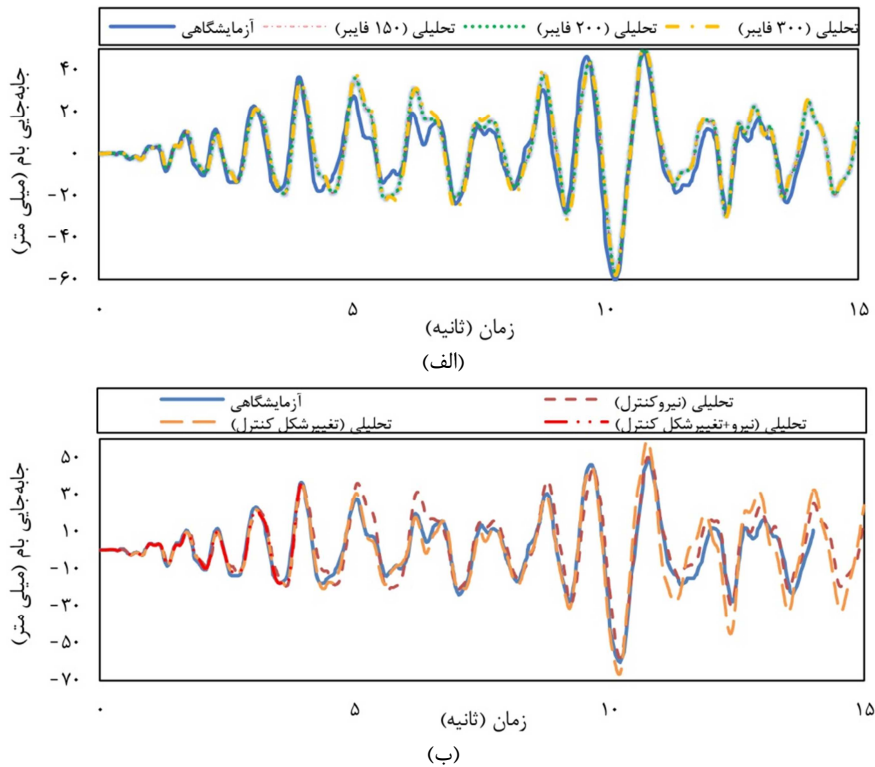 آزمایشگاهی تحلیلی (۱۵۰ فایبر) تحلیلی (۲۰۰ فایبر) تحلیلی (۳۰۰ فایبر)
جابه‌جایی بام (میلی متر)
۴۰
۲۰
۰
-۲۰
-۴۰
-۶۰
۰ ۵ ۱۰ ۱۵
زمان (ثانیه)
(الف)
آزمایشگاهی تحلیلی (نیروکنترل)
تحلیلی (تغییرشکل کنترل) تحلیلی (نیرو+تغییرشکل کنترل)
جابه‌جایی بام (میلی متر)
۵۰
۳۰
۱۰
-۱۰
-۳۰
-۵۰
-۷۰
۰ ۵ ۱۰ ۱۵
زمان (ثانیه)
(ب)